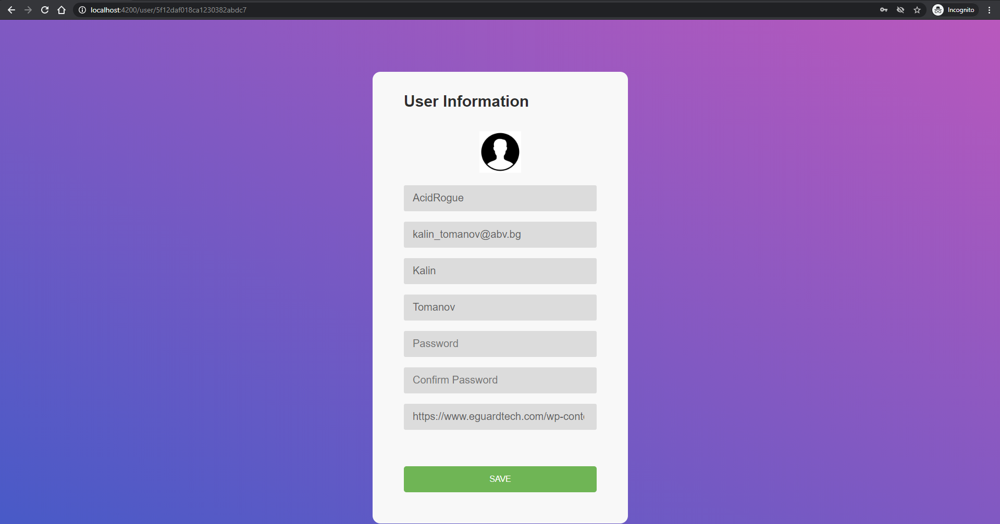 localhost:4200/user/5f12daf018ca1230382abdc7
Incognito
User Information
AcidRogue
kalin_tomanov@abv.bg
Kalin
Tomanov
Password
Confirm Password
https://www.eguardtech.com/wp-cont
SAVE